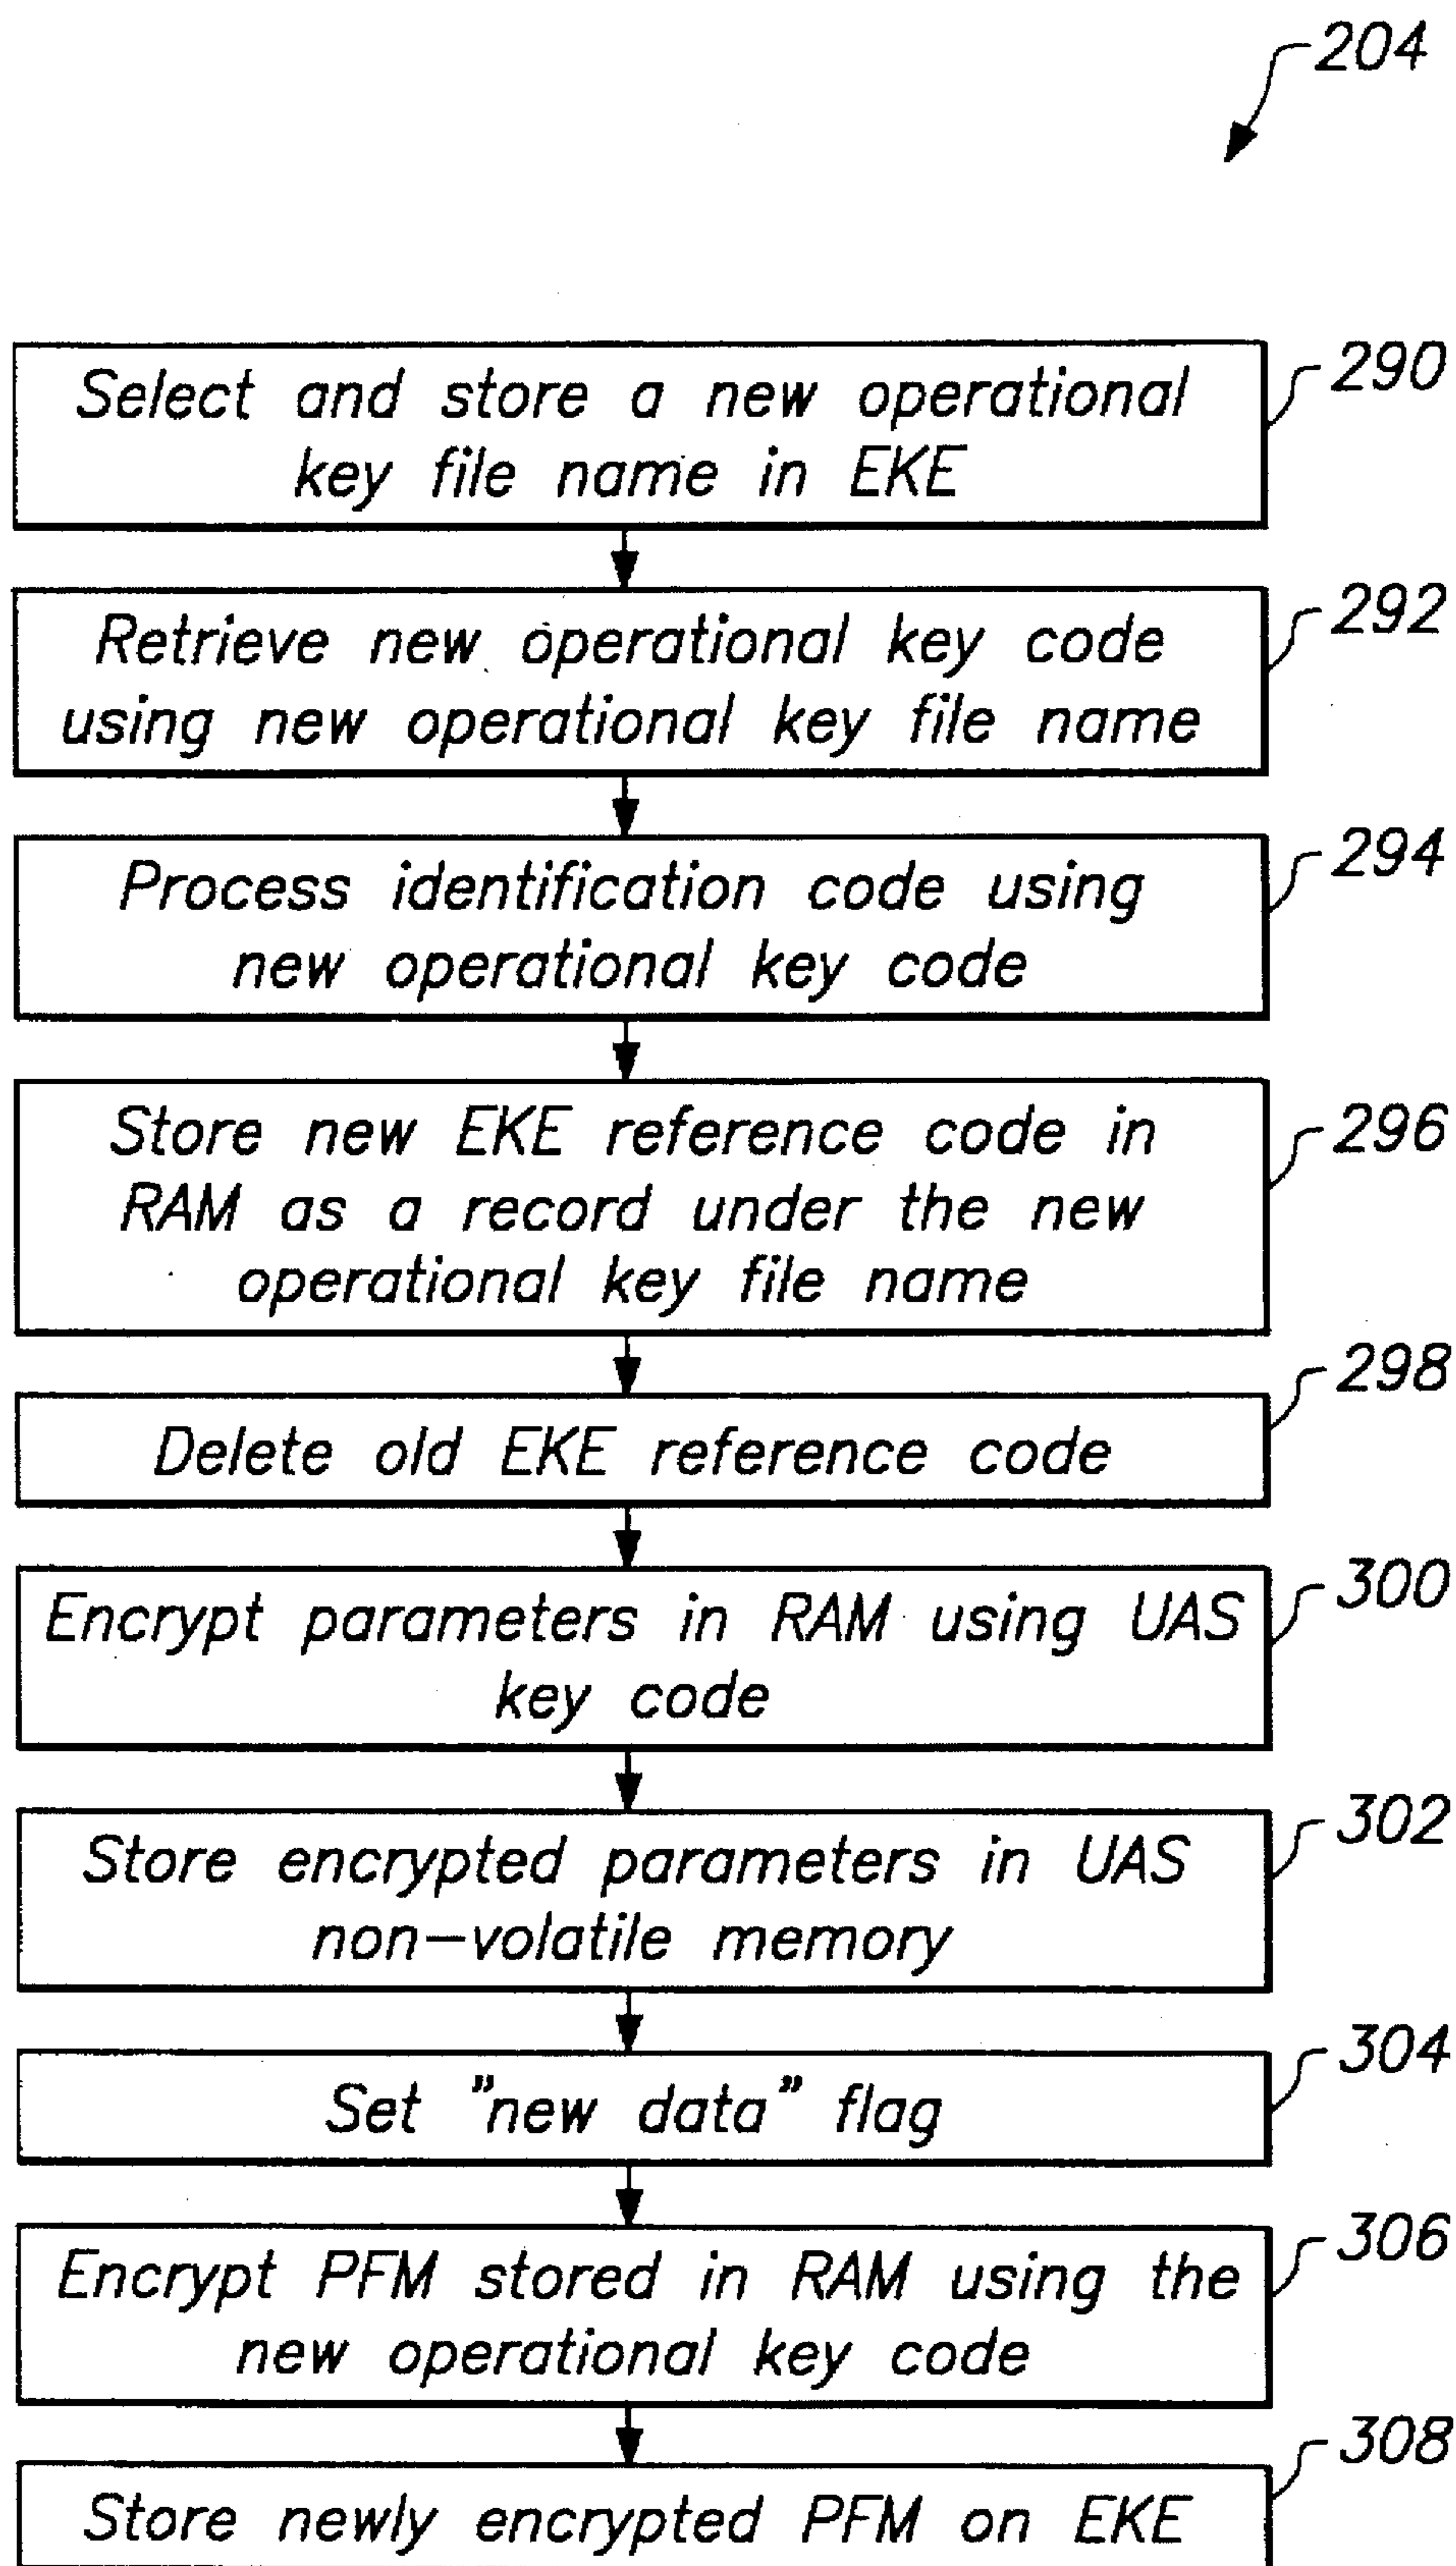 204
Select and store a new operational
key file name in EKE
290
Retrieve new operational key code
using new operational key file name
292
Process identification code using
new operational key code
294
Store new EKE reference code in
RAM as a record under the new
operational key file name
296
Delete old EKE reference code
298
Encrypt parameters in RAM using UAS
key code
300
Store encrypted parameters in UAS
non-volatile memory
302
Set "new data" flag
304
Encrypt PFM stored in RAM using the
new operational key code
306
Store newly encrypted PFM on EKE
308